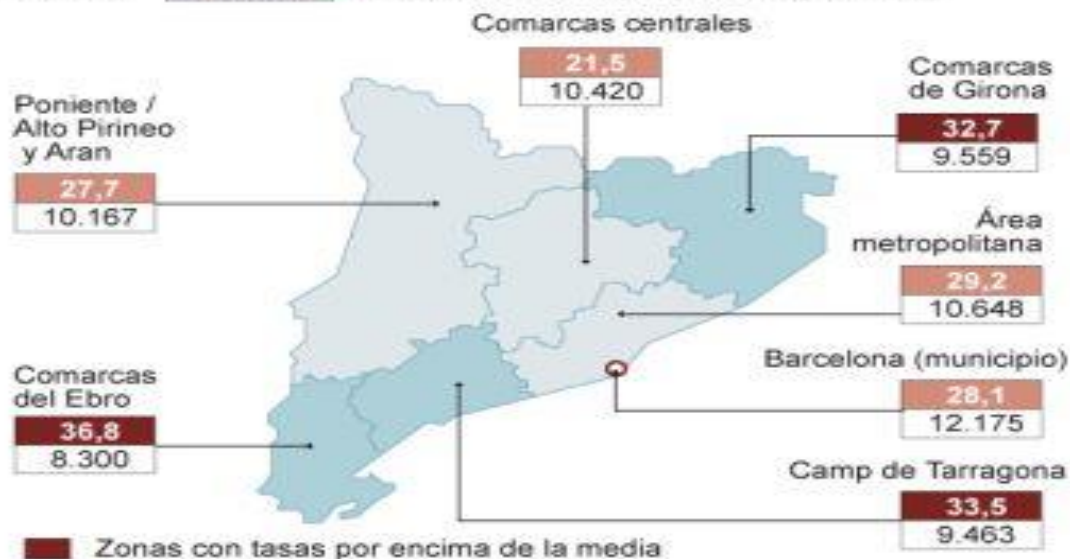 Comarcas centrales
21,5
10.420
Comarcas
de Girona
32,7
9.559
Poniente /
Alto Pirineo
y Aran
27,7
10.167
Área
metropolitana
29,2
10.648
Barcelona (municipio)
28,1
12.175
Comarcas
del Ebro
36,8
8.300
Camp de Tarragona
33,5
9.463
Zonas con tasas por encima de la media